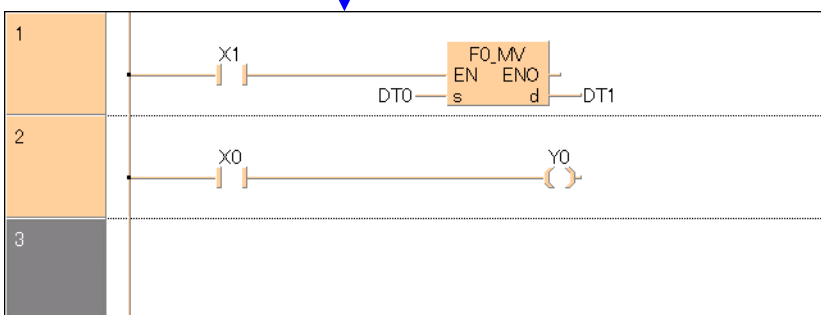 1
X1
F0_MV
EN ENO
DT0 s d DT1
2
X0 Y0
3